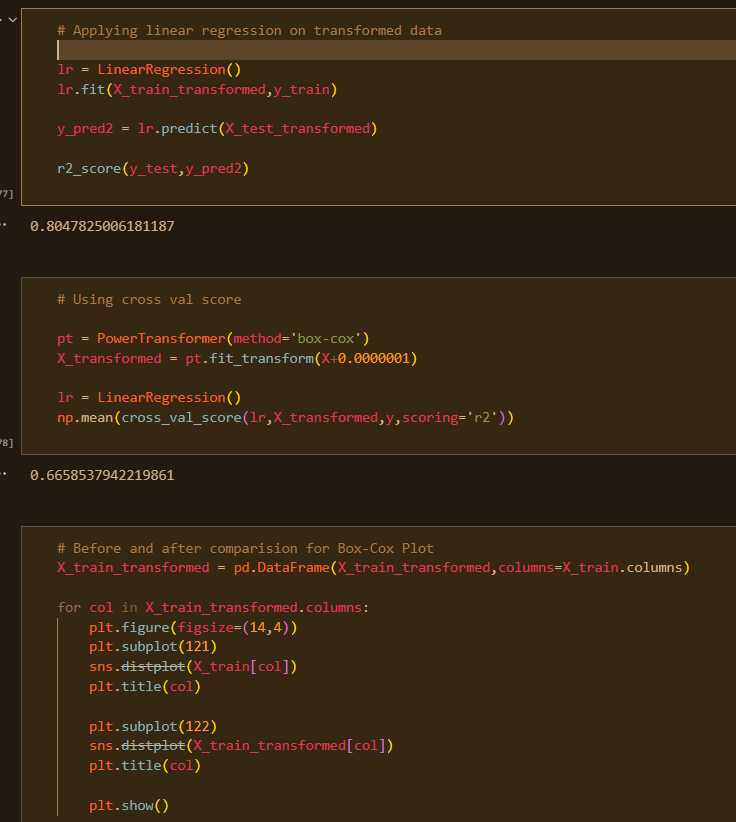 # Applying linear regression on transformed data
lr = LinearRegression()
lr.fit(X_train_transformed,y_train)
y_pred2 = lr.predict(X_test_transformed)
r2_score(y_test,y_pred2)
77]
0.8047825006181187
# Using cross val score
pt = PowerTransformer(method='box-cox')
X_transformed = pt.fit_transform(X+0.0000001)
lr = LinearRegression()
np.mean(cross_val_score(lr,X_transformed,y,scoring='r2'))
78]
0.6658537942219861
# Before and after comparision for Box-Cox Plot
X_train_transformed = pd.DataFrame(X_train_transformed,columns=X_train.columns)
for col in X_train_transformed.columns:
    plt.figure(figsize=(14,4))
    plt.subplot(121)
    sns.distplot(X_train[col])
    plt.title(col)
    plt.subplot(122)
    sns.distplot(X_train_transformed[col])
    plt.title(col)
    plt.show()